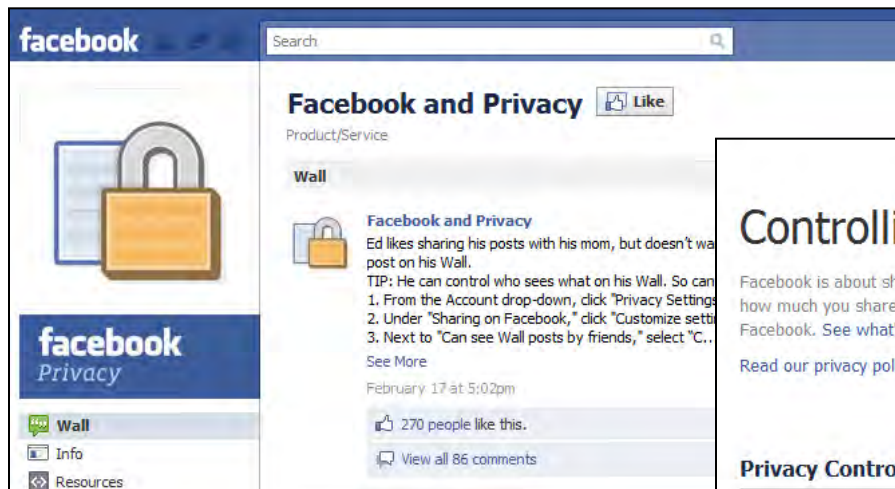 facebook
Search
Facebook and Privacy Like
Product/Service
Wall
Facebook and Privacy
Ed likes sharing his posts with his mom, but doesn't wa
post on his Wall.
TIP: He can control who sees what on his Wall. So can
1. From the Account drop-down, click "Privacy Settings
2. Under "Sharing on Facebook," click "Customize setti
3. Next to "Can see Wall posts by friends," select "C...
See More
February 17 at 5:02pm
270 people like this.
View all 86 comments
facebook
Privacy
Wall
Info
Resources
Controlli
Facebook is about sh
how much you share
Facebook. See what'
Read our privacy pol
Privacy Contro